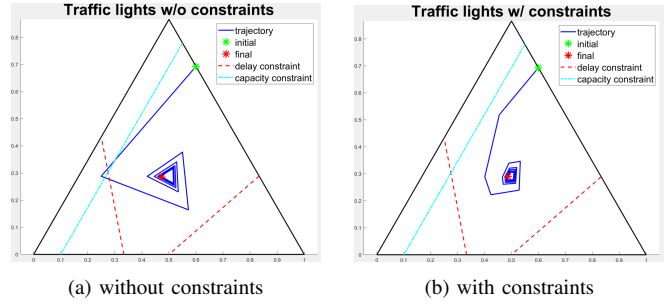 Traffic lights w/o constraints
trajectory
initial
final
delay constraint
capacity constraint
0.8
0.7
0.6
0.5
0.4
0.3
0.2
0.1
0
0 0.1 0.2 0.3 0.4 0.5 0.6 0.7 0.8 0.9 1
(a) without constraints
Traffic lights w/ constraints
trajectory
initial
final
delay constraint
capacity constraint
0.8
0.7
0.6
0.5
0.4
0.3
0.2
0.1
0
0 0.1 0.2 0.3 0.4 0.5 0.6 0.7 0.8 0.9 1
(b) with constraints